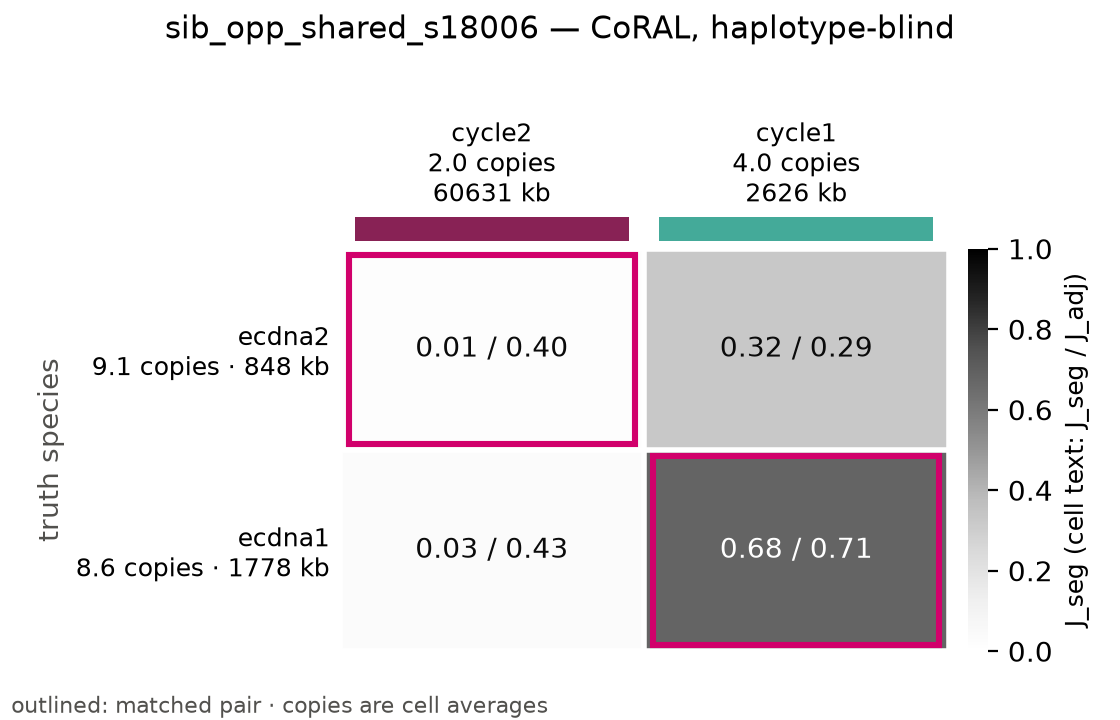 sib_opp_shared_s18006 — CoRAL, haplotype-blind
cycle2
2.0 copies
60631 kb
cycle1
4.0 copies
2626 kb
truth species
ecdna2
9.1 copies · 848 kb
0.01 / 0.40
0.32 / 0.29
ecdna1
8.6 copies · 1778 kb
0.03 / 0.43
0.68 / 0.71
1.0
0.8
0.6
0.4
0.2
0.0
J_seg (cell text: J_seg / J_adj)
outlined: matched pair · copies are cell averages